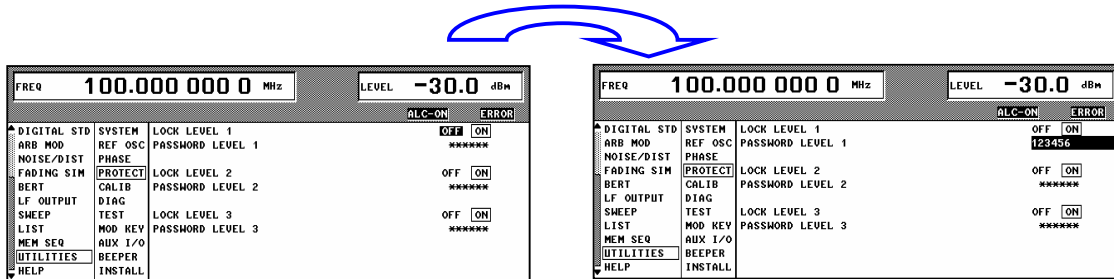 FREQ 100.000 000 0 MHz LEVEL -30.0 dBm
ALC-ON ERROR
DIGITAL STD SYSTEM LOCK LEVEL 1 OFF ON
ARB MOD REF OSC PASSWORD LEVEL 1 ******
NOISE/DIST PHASE
FADING SIM PROTECT LOCK LEVEL 2 OFF ON
BERT CALIB PASSWORD LEVEL 2 ******
LF OUTPUT DIAG
SWEEP TEST LOCK LEVEL 3 OFF ON
LIST MOD KEY PASSWORD LEVEL 3 ******
MEM SEQ AUX I/O
UTILITIES BEEPER
HELP INSTALL
FREQ 100.000 000 0 MHz LEVEL -30.0 dBm
ALC-ON ERROR
DIGITAL STD SYSTEM LOCK LEVEL 1 OFF ON
ARB MOD REF OSC PASSWORD LEVEL 1 123456
NOISE/DIST PHASE
FADING SIM PROTECT LOCK LEVEL 2 OFF ON
BERT CALIB PASSWORD LEVEL 2 ******
LF OUTPUT DIAG
SWEEP TEST LOCK LEVEL 3 OFF ON
LIST MOD KEY PASSWORD LEVEL 3 ******
MEM SEQ AUX I/O
UTILITIES BEEPER
HELP INSTALL